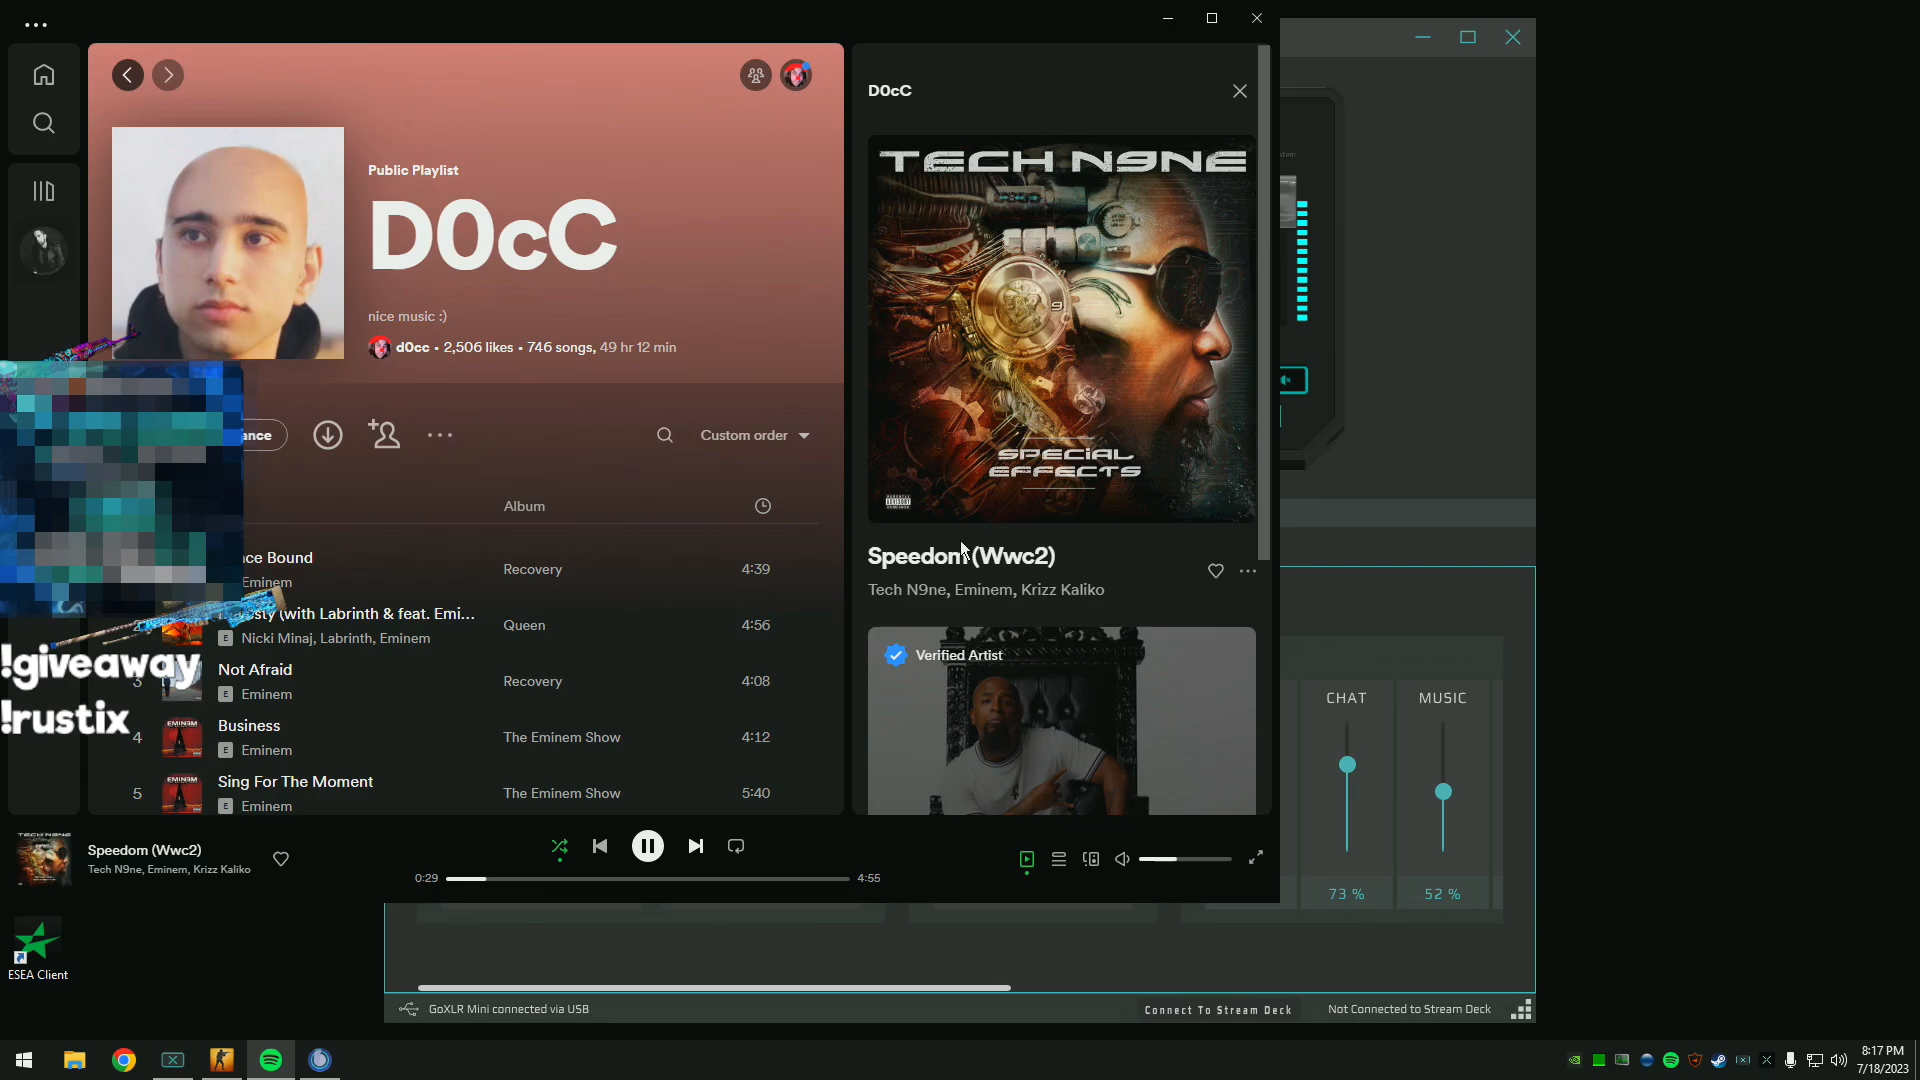 Public Playlist
D0cC
nice music :)
d0cc • 2,506 likes • 746 songs, 49 hr 12 min
ance
Custom order
Album
ce Bound
Eminem
Recovery
4:39
sty (with Labrinth & feat. Emi...
E Nicki Minaj, Labrinth, Eminem
Queen
4:56
3
Not Afraid
E Eminem
Recovery
4:08
4
Business
E Eminem
The Eminem Show
4:12
5
Sing For The Moment
E Eminem
The Eminem Show
5:40
!giveaway
!rustix
D0cC
TECH N9NE
SPECIAL
EFFECTS
Speedom (Wwc2)
Tech N9ne, Eminem, Krizz Kaliko
Verified Artist
Speedom (Wwc2)
Tech N9ne, Eminem, Krizz Kaliko
0:29
4:55
CHAT
MUSIC
73 %
52 %
ESEA Client
GoXLR Mini connected via USB
Connect To Stream Deck
Not Connected to Stream Deck
8:17 PM
7/18/2023